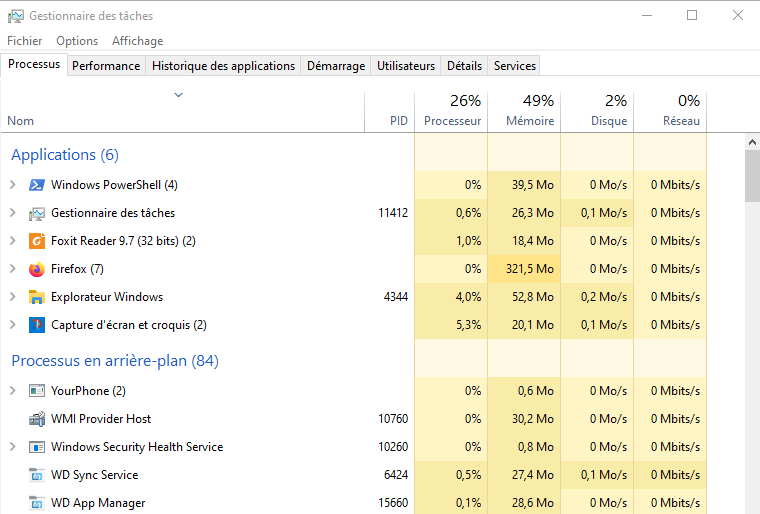 Gestionnaire des tâches
Fichier Options Affichage
Processus Performance Historique des applications Démarrage Utilisateurs Détails Services
26% 49% 2% 0%
Nom PID Processeur Mémoire Disque Réseau
Applications (6)
Windows PowerShell (4) 0% 39,5 Mo 0 Mo/s 0 Mbits/s
Gestionnaire des tâches 11412 0,6% 26,3 Mo 0,1 Mo/s 0 Mbits/s
Foxit Reader 9.7 (32 bits) (2) 1,0% 18,4 Mo 0 Mo/s 0 Mbits/s
Firefox (7) 0% 321,5 Mo 0 Mo/s 0 Mbits/s
Explorateur Windows 4344 4,0% 52,8 Mo 0,2 Mo/s 0 Mbits/s
Capture d'écran et croquis (2) 5,3% 20,1 Mo 0,1 Mo/s 0 Mbits/s
Processus en arrière-plan (84)
YourPhone (2) 0% 0,6 Mo 0 Mo/s 0 Mbits/s
WMI Provider Host 10760 0% 30,2 Mo 0 Mo/s 0 Mbits/s
Windows Security Health Service 10260 0% 0,8 Mo 0 Mo/s 0 Mbits/s
WD Sync Service 6424 0,5% 27,4 Mo 0,1 Mo/s 0 Mbits/s
WD App Manager 15660 0,1% 28,6 Mo 0 Mo/s 0 Mbits/s